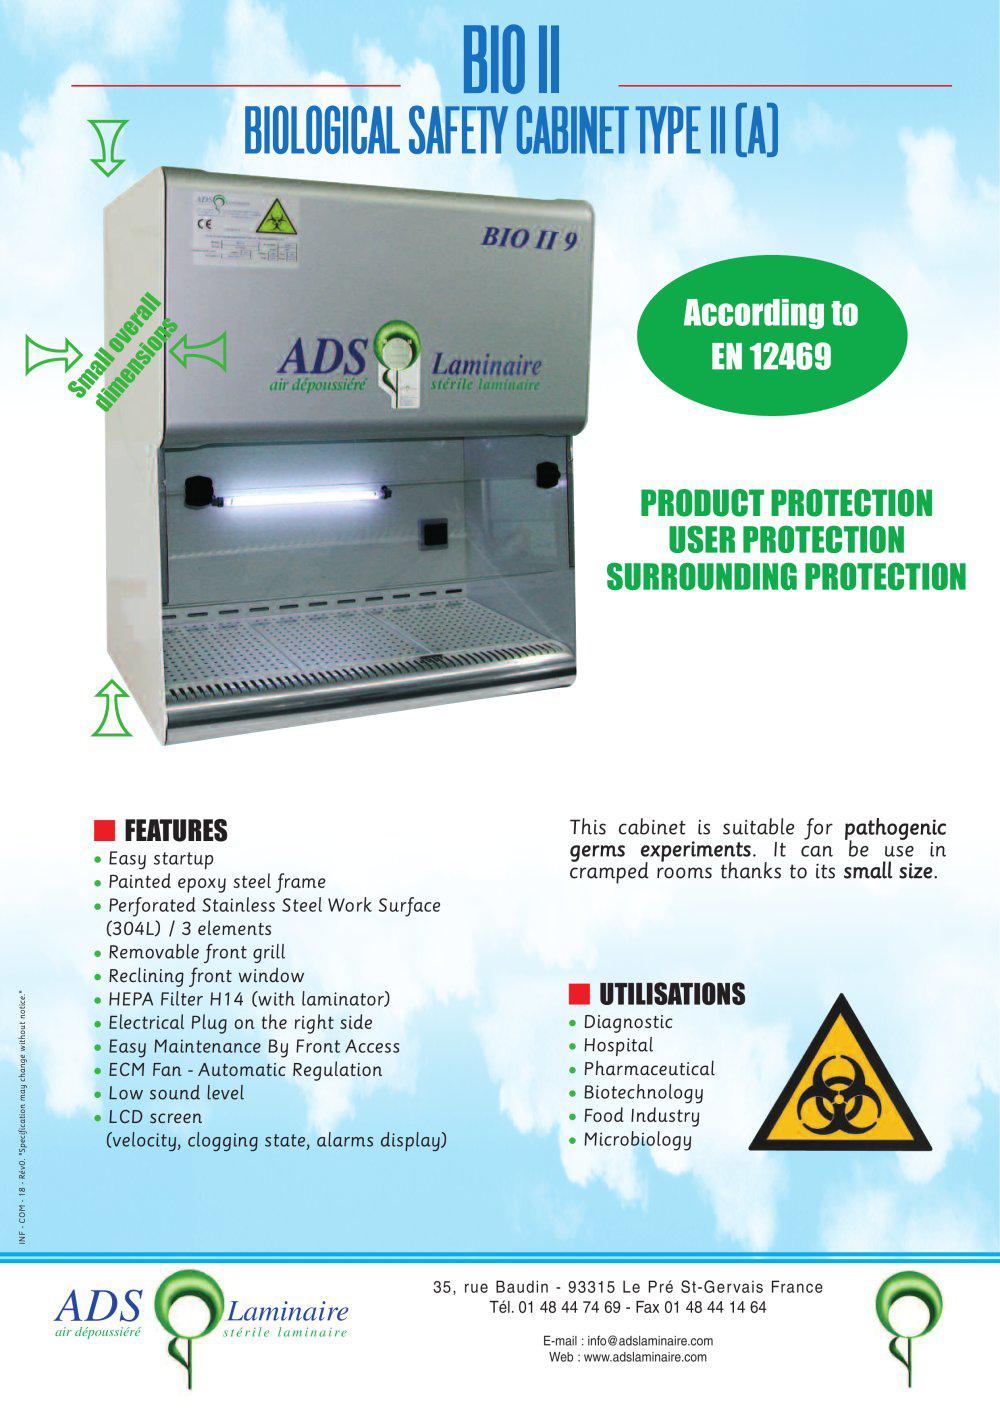 BIO II
BIOLOGICAL SAFETY CABINET TYPE II (A)
ADS
CE
BIO II 9
Small overall
dimensions
ADS Laminaire
air dépoussiéré stérile laminaire
According to
EN 12469
PRODUCT PROTECTION
USER PROTECTION
SURROUNDING PROTECTION
FEATURES
• Easy startup
• Painted epoxy steel frame
• Perforated Stainless Steel Work Surface
(304L) / 3 elements
• Removable front grill
• Reclining front window
• HEPA Filter H14 (with laminator)
• Electrical Plug on the right side
• Easy Maintenance By Front Access
• ECM Fan - Automatic Regulation
• Low sound level
• LCD screen
(velocity, clogging state, alarms display)
This cabinet is suitable for pathogenic
germs experiments. It can be use in
cramped rooms thanks to its small size.
UTILISATIONS
• Diagnostic
• Hospital
• Pharmaceutical
• Biotechnology
• Food Industry
• Microbiology
INF - COM - 18 - Rév0. "Specification may change without notice."
ADS Laminaire
air dépoussiéré stérile laminaire
35, rue Baudin - 93315 Le Pré St-Gervais France
Tél. 01 48 44 74 69 - Fax 01 48 44 14 64
E-mail : info@adslaminaire.com
Web : www.adslaminaire.com